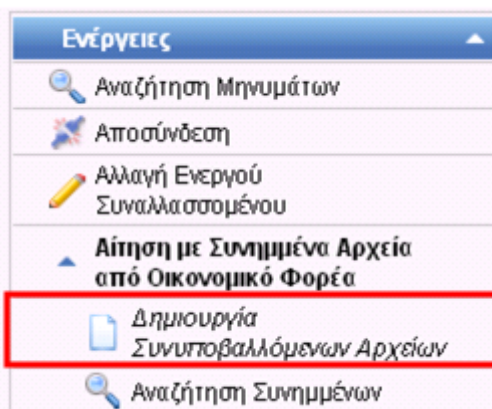 Ενέργειες
Αναζήτηση Μηνυμάτων
Αποσύνδεση
Αλλαγή Ενεργού
Συναλλασσομένου
Αίτηση με Συνημμένα Αρχεία
από Οικονομικό Φορέα
Δημιουργία
Συνυποβαλλόμενων Αρχείων
Αναζήτηση Συνημμένων